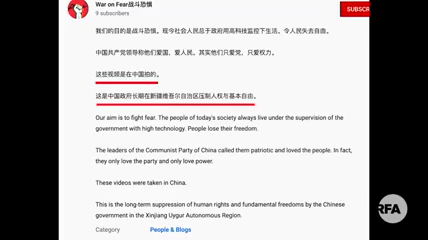 War on Fear战斗恐惧
9 subscribers
SUBSCR
我们的目的是战斗恐惧。现今社会人民总于政府用高科技监控下生活。令人民失去自由。
中国共产党领导称他们爱国，爱人民。其实他们只爱党，只爱权力。
这些视频是在中国拍的。
这是中国政府长期在新疆维吾尔自治区压制人权与基本自由。
Our aim is to fight fear. The people of today's society always live under the supervision of the
government with high technology. People lose their freedom.
The leaders of the Communist Party of China called them patriotic and loved the people. In fact,
they only love the party and only love power.
These videos were taken in China.
This is the long-term suppression of human rights and fundamental freedoms by the Chinese
government in the Xinjiang Uygur Autonomous Region.
Category People & Blogs
RFA